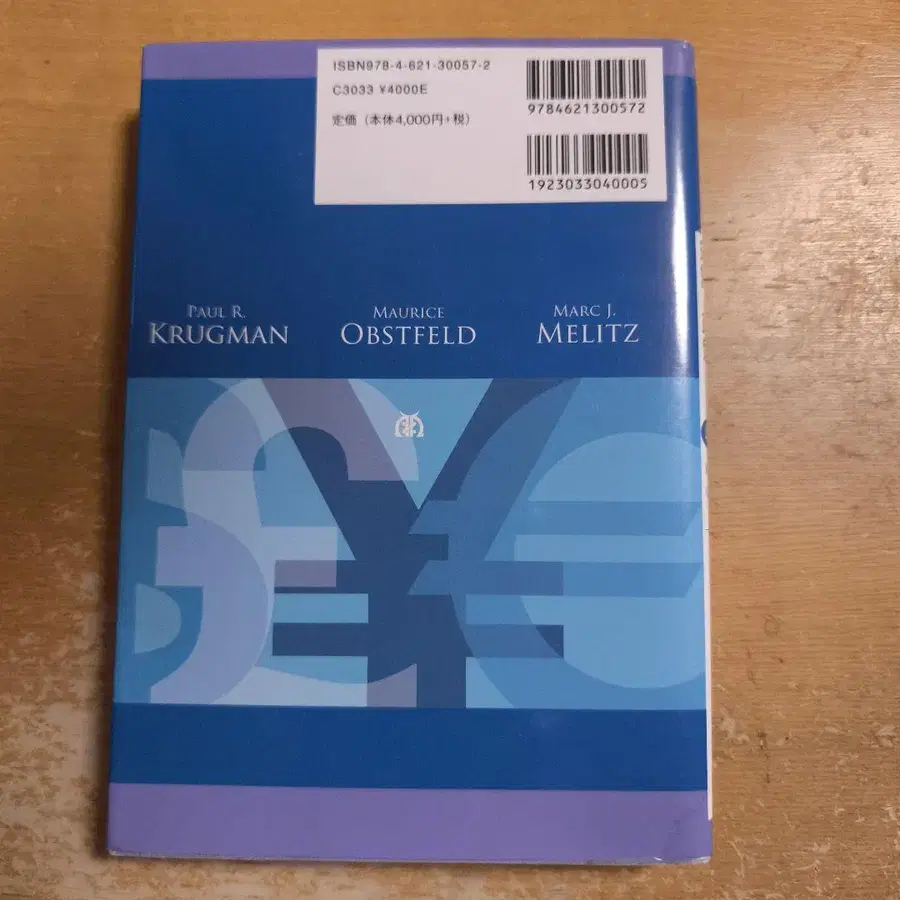 ISBN978-4-621-30057-2
C3033 ¥4000E
定価（本体4,000円+税）
9784621300572
1923033040005
PAUL R.
KRUGMAN
MAURICE
OBSTFELD
MARC J.
MELITZ